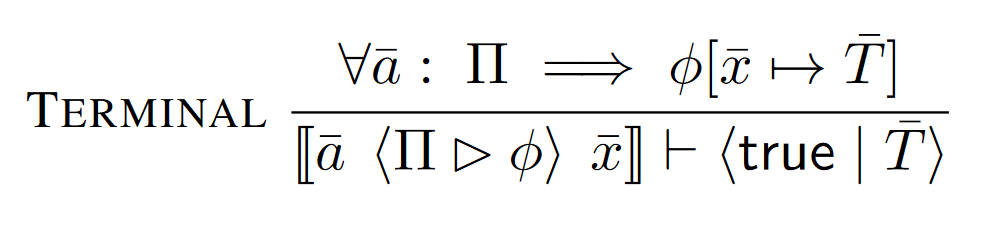 ∀ā : Π ⟹ ϕ[x̄ ↦ T̄]
TERMINAL
⟦ā ⟨Π ▷ ϕ⟩ x̄⟧ ⊢ ⟨true | T̄⟩